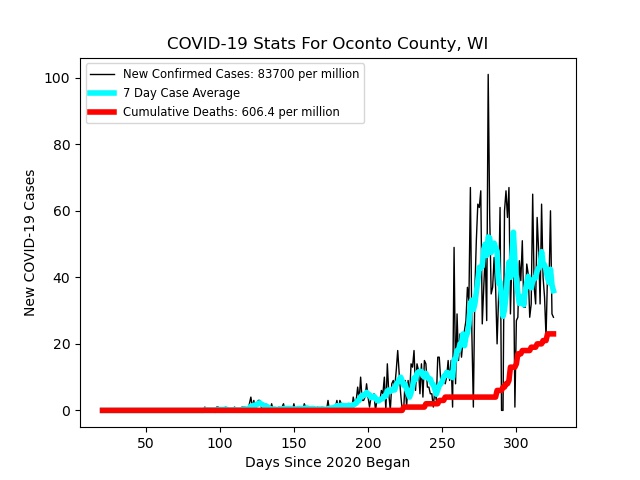 COVID-19 Stats For Oconto County, WI
New Confirmed Cases: 83700 per million
7 Day Case Average
Cumulative Deaths: 606.4 per million
New COVID-19 Cases
100
80
60
40
20
0
50
100
150
200
250
300
Days Since 2020 Began